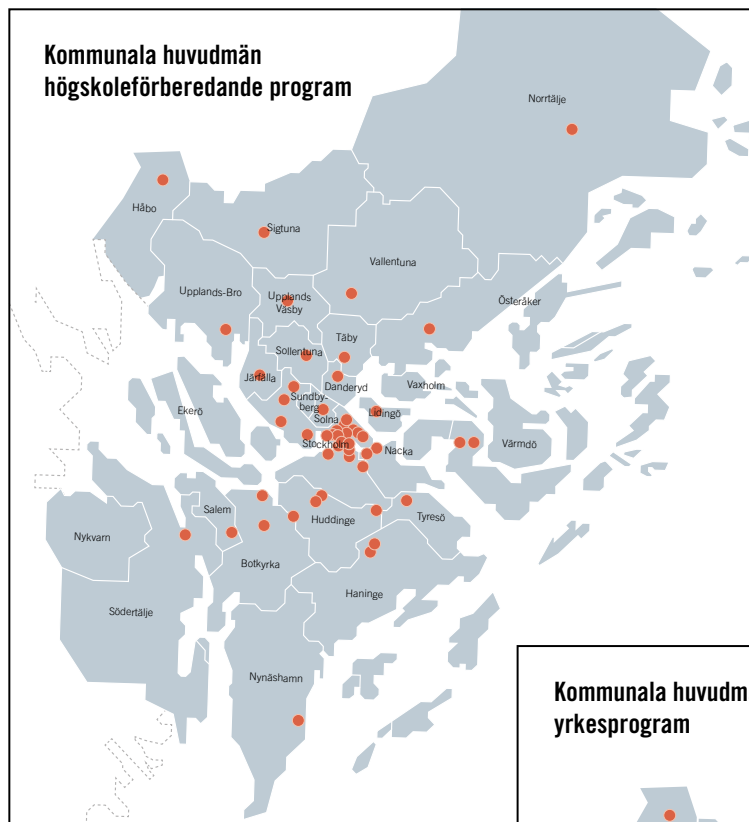 Kommunala huvudmän
högskoleförberedande program
Norrtälje
Håbo
Sigtuna
Vallentuna
Upplands-Bro
Upplands
Väsby
Österåker
Täby
Sollentuna
Järfälla
Danderyd
Vaxholm
Sundby-
berg
Ekerö
Lidingö
Solna
Stockholm
Nacka
Värmdö
Salem
Huddinge
Tyresö
Nykvarn
Botkyrka
Haninge
Södertälje
Nynäshamn
Kommunala huvudm
yrkesprogram